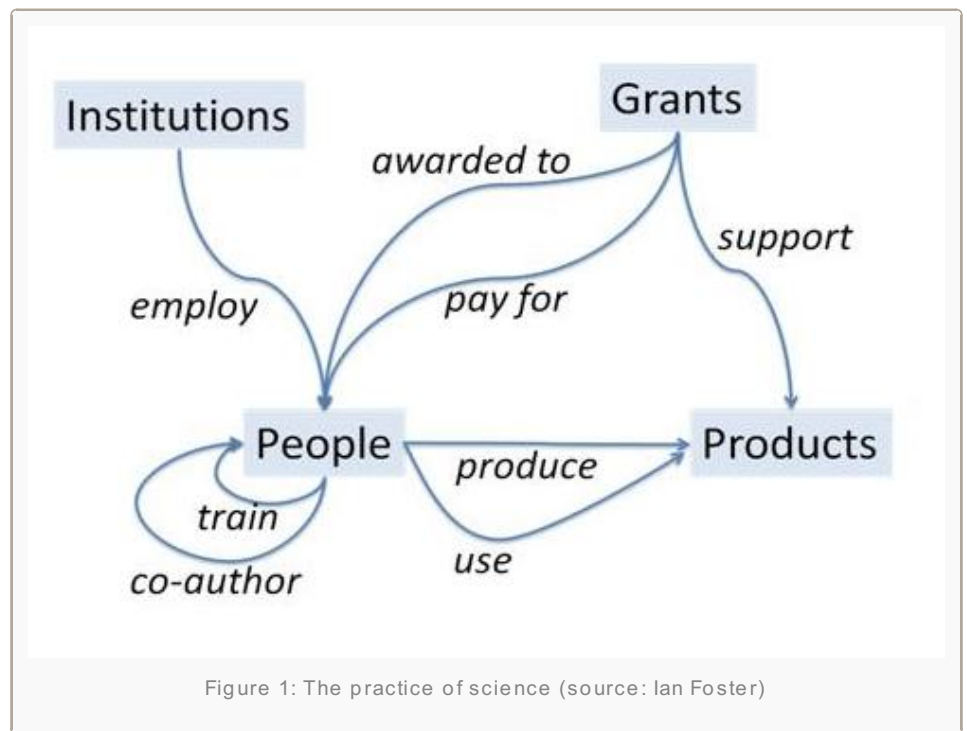 Institutions
Grants
awarded to
support
pay for
employ
People
Products
produce
train
use
co-author
Figure 1: The practice of science (source: Ian Foster)